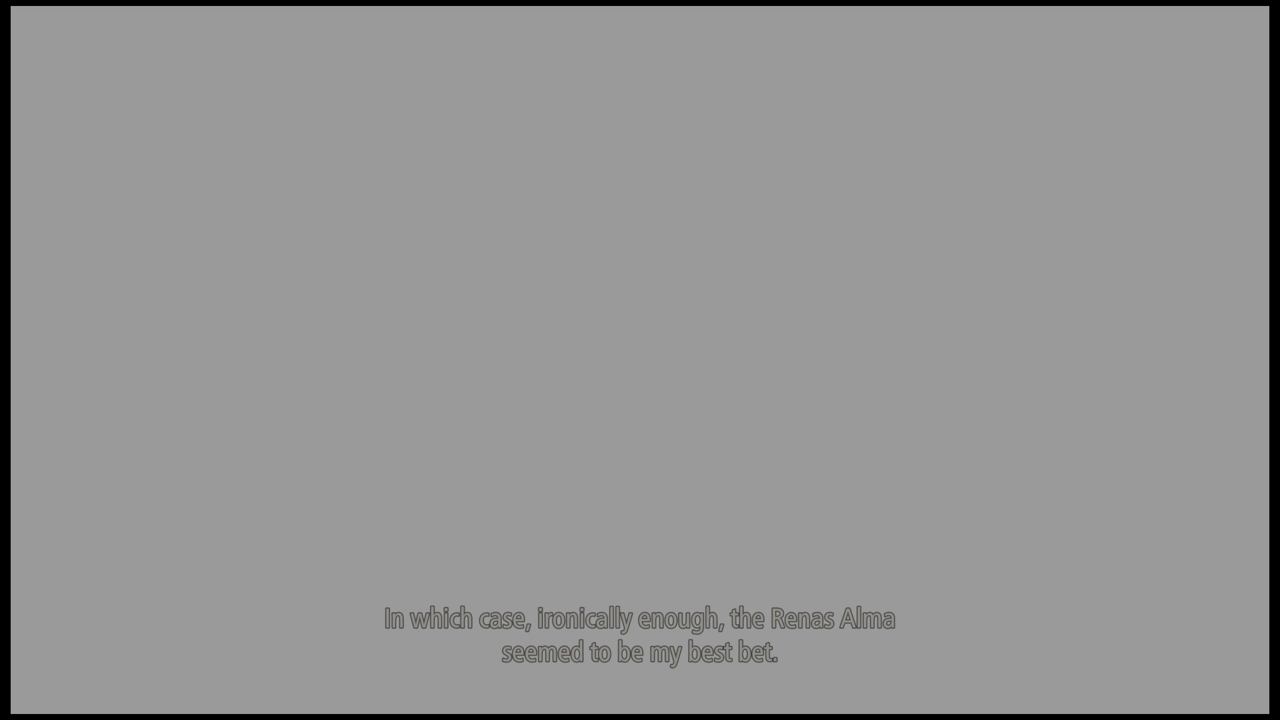 In which case, ironically enough, the Renas Alma
seemed to be my best bet.